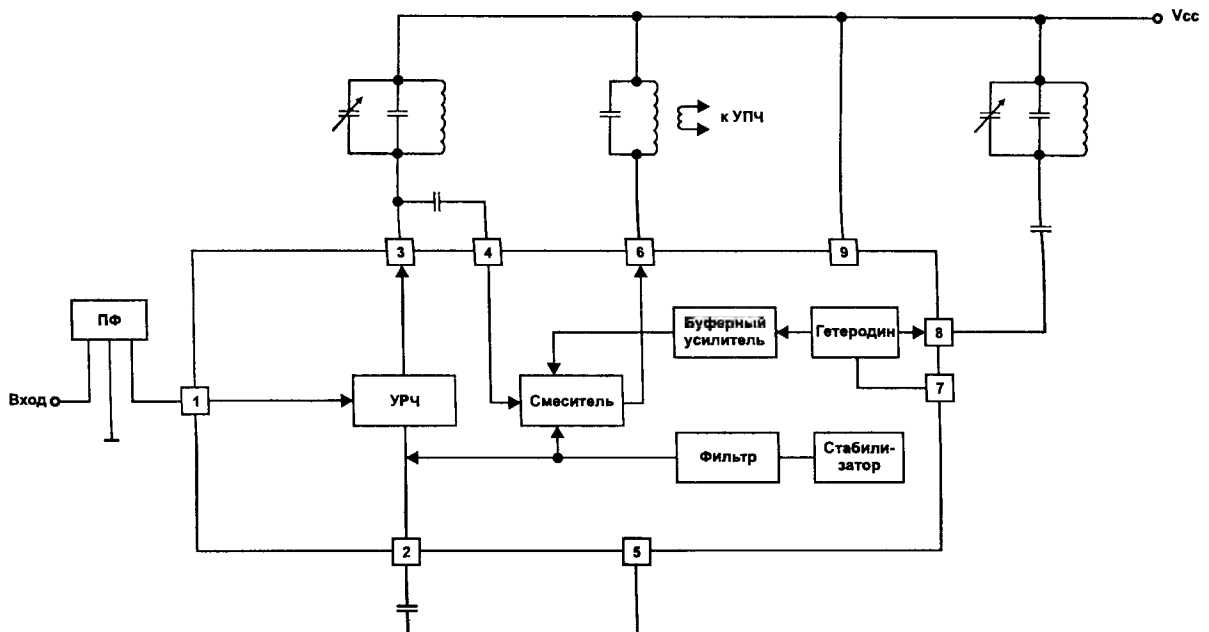 Vcc
к УПЧ
3
4
6
9
ПФ
Буферный
усилитель
Гетеродин
8
7
Вход
1
УРЧ
Смеситель
Фильтр
Стабили-
затор
2
5